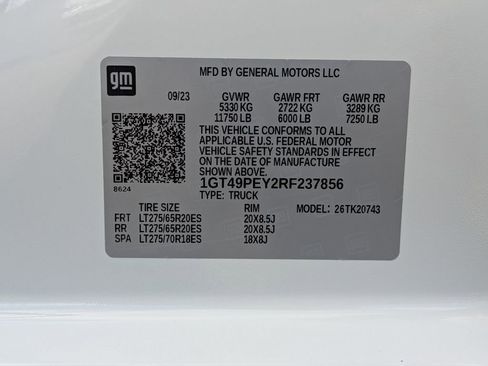 gm
MFD BY GENERAL MOTORS LLC
09/23 GVWR GAWR FRT GAWR RR
5330 KG 2722 KG 3289 KG
11750 LB 6000 LB 7250 LB
THIS VEHICLE CONFORMS TO ALL
APPLICABLE U.S. FEDERAL MOTOR
VEHICLE SAFETY STANDARDS IN EFFECT
ON THE DATE OF MANUFACTURE
SHOWN ABOVE.
8624
1GT49PEY2RF237856
TYPE: TRUCK
TIRE SIZE RIM MODEL: 26TK20743
FRT LT275/65R20ES 20X8.5J
RR LT275/65R20ES 20X8.5J
SPA LT275/70R18ES 18X8J